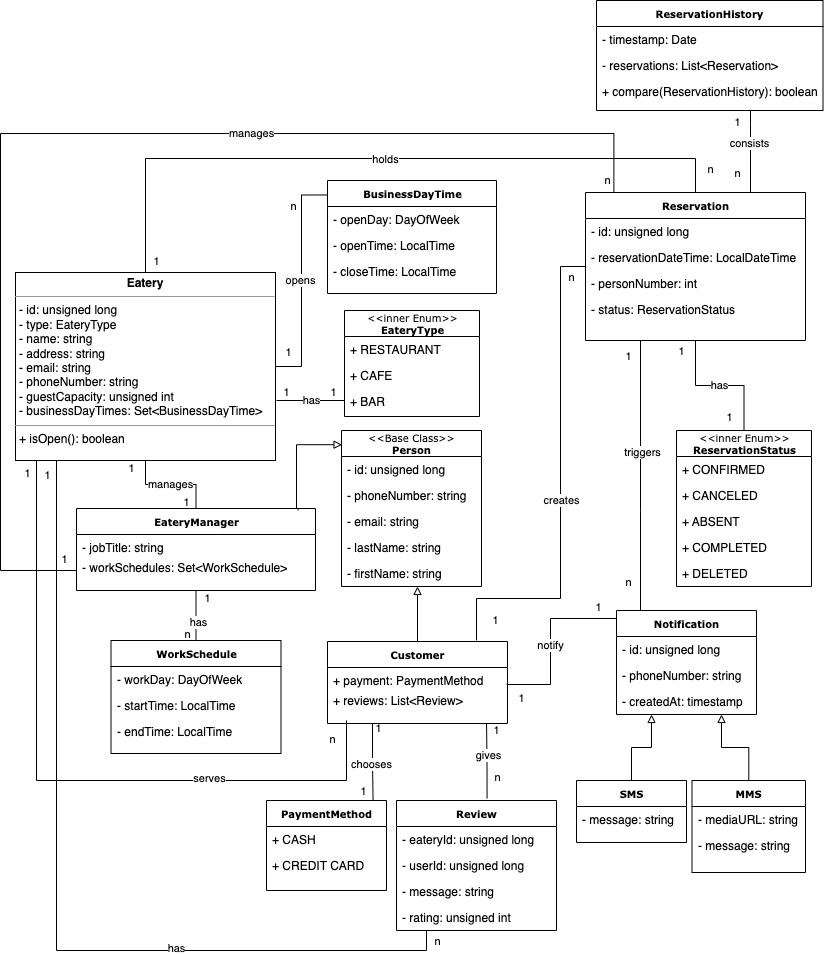 ReservationHistory
- timestamp: Date
- reservations: List<Reservation>
+ compare(ReservationHistory): boolean
1
consists
n
manages
n
holds
n
1
BusinessDayTime
- openDay: DayOfWeek
- openTime: LocalTime
- closeTime: LocalTime
n
opens
1
Reservation
- id: unsigned long
- reservationDateTime: LocalDateTime
- personNumber: int
- status: ReservationStatus
n
1
1
Eatery
- id: unsigned long
- type: EateryType
- name: string
- address: string
- email: string
- phoneNumber: string
- guestCapacity: unsigned int
- businessDayTimes: Set<BusinessDayTime>
+ isOpen(): boolean
1
has
1
<<inner Enum>>
EateryType
+ RESTAURANT
+ CAFE
+ BAR
has
1
<<inner Enum>>
ReservationStatus
+ CONFIRMED
+ CANCELED
+ ABSENT
+ COMPLETED
+ DELETED
<<Base Class>>
Person
- id: unsigned long
- phoneNumber: string
- email: string
- lastName: string
- firstName: string
triggers
n
creates
1
1
1
1
manages
1
EateryManager
- jobTitle: string
- workSchedules: Set<WorkSchedule>
1
1
has
n
WorkSchedule
- workDay: DayOfWeek
- startTime: LocalTime
- endTime: LocalTime
Customer
+ payment: PaymentMethod
+ reviews: List<Review>
1
notify
1
Notification
- id: unsigned long
- phoneNumber: string
- createdAt: timestamp
n
serves
1
chooses
1
1
gives
n
PaymentMethod
+ CASH
+ CREDIT CARD
Review
- eateryId: unsigned long
- userId: unsigned long
- message: string
- rating: unsigned int
n
has
SMS
- message: string
MMS
- mediaURL: string
- message: string